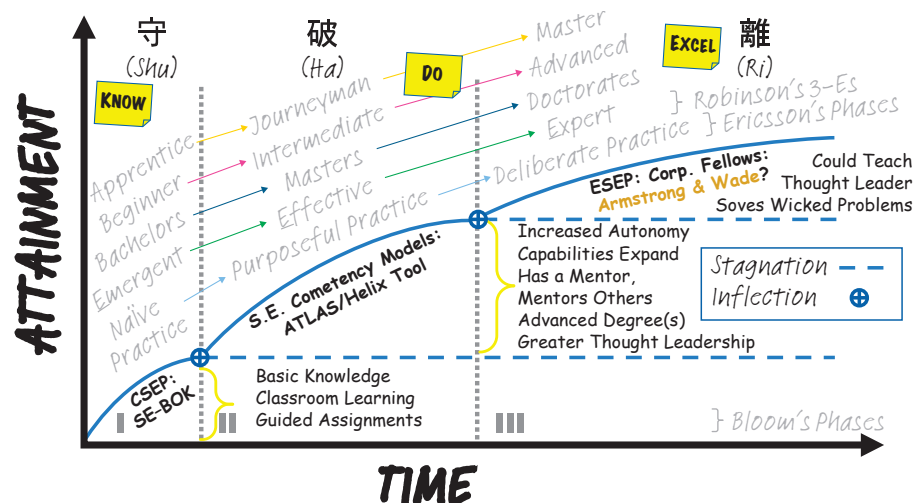 守
(Shu)
破
(Ha)
離
(Ri)
KNOW
DO
EXCEL
ATTAINMENT
Apprentice
Journeyman
Master
Beginner
Intermediate
Advanced
Bachelors
Masters
Doctorates
Emergent
Effective
Expert
Naïve
Practice
Purposeful Practice
Deliberate Practice
} Robinson's 3-Es
} Ericsson's Phases
CSEP:
SE-BOK
S.E. Cometency Models:
ATLAS/Helix Tool
ESEP: Corp. Fellows:
Armstrong & Wade?
Could Teach
Thought Leader
Soves Wicked Problems
Increased Autonomy
Capabilities Expand
Has a Mentor,
Mentors Others
Advanced Degree(s)
Greater Thought Leadership
Stagnation
Inflection
Basic Knowledge
Classroom Learning
Guided Assignments
I
II
III
} Bloom's Phases
TIME